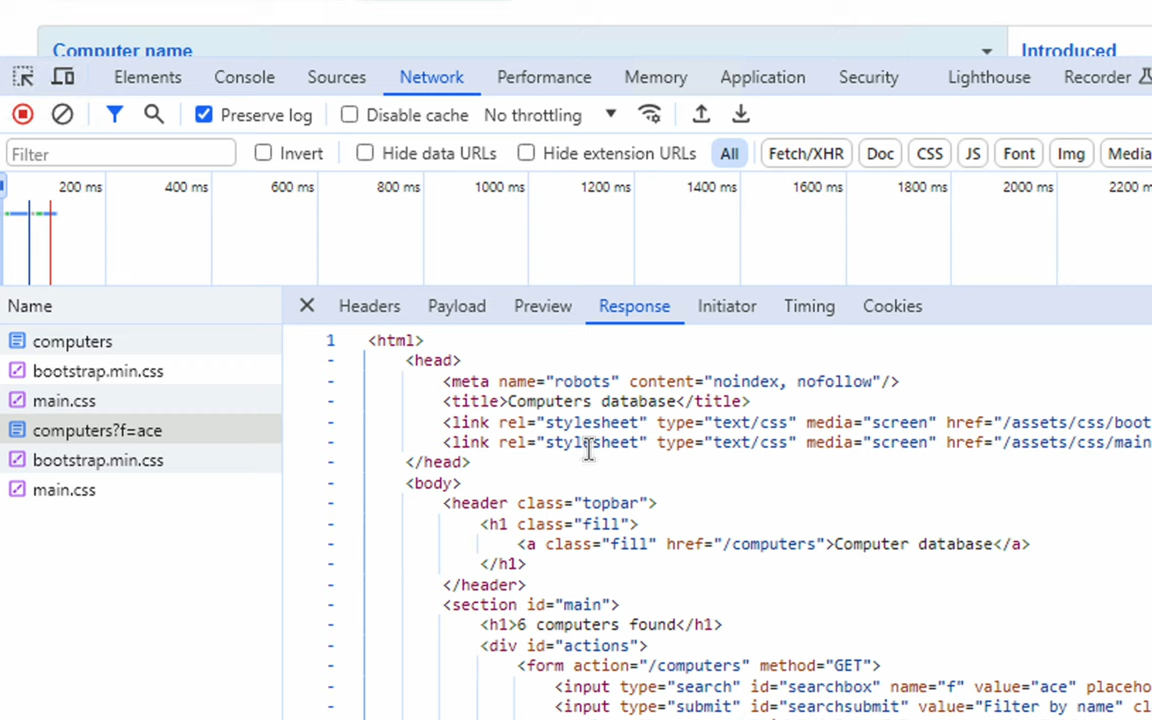 Computer name Introduced
Elements Console Sources Network Performance Memory Application Security Lighthouse Recorder
Preserve log Disable cache No throttling
Filter Invert Hide data URLs Hide extension URLs All Fetch/XHR Doc CSS JS Font Img Media
200 ms 400 ms 600 ms 800 ms 1000 ms 1200 ms 1400 ms 1600 ms 1800 ms 2000 ms 2200 m
Name Headers Payload Preview Response Initiator Timing Cookies
computers
bootstrap.min.css
main.css
computers?f=ace
bootstrap.min.css
main.css
1 <html>
- <head>
- <meta name="robots" content="noindex, nofollow"/>
- <title>Computers database</title>
- <link rel="stylesheet" type="text/css" media="screen" href="/assets/css/boot
- <link rel="stylesheet" type="text/css" media="screen" href="/assets/css/main
- </head>
- <body>
- <header class="topbar">
- <h1 class="fill">
- <a class="fill" href="/computers">Computer database</a>
- </h1>
- </header>
- <section id="main">
- <h1>6 computers found</h1>
- <div id="actions">
- <form action="/computers" method="GET">
- <input type="search" id="searchbox" name="f" value="ace" placeho
- <input type="submit" id="searchsubmit" value="Filter by name" cl